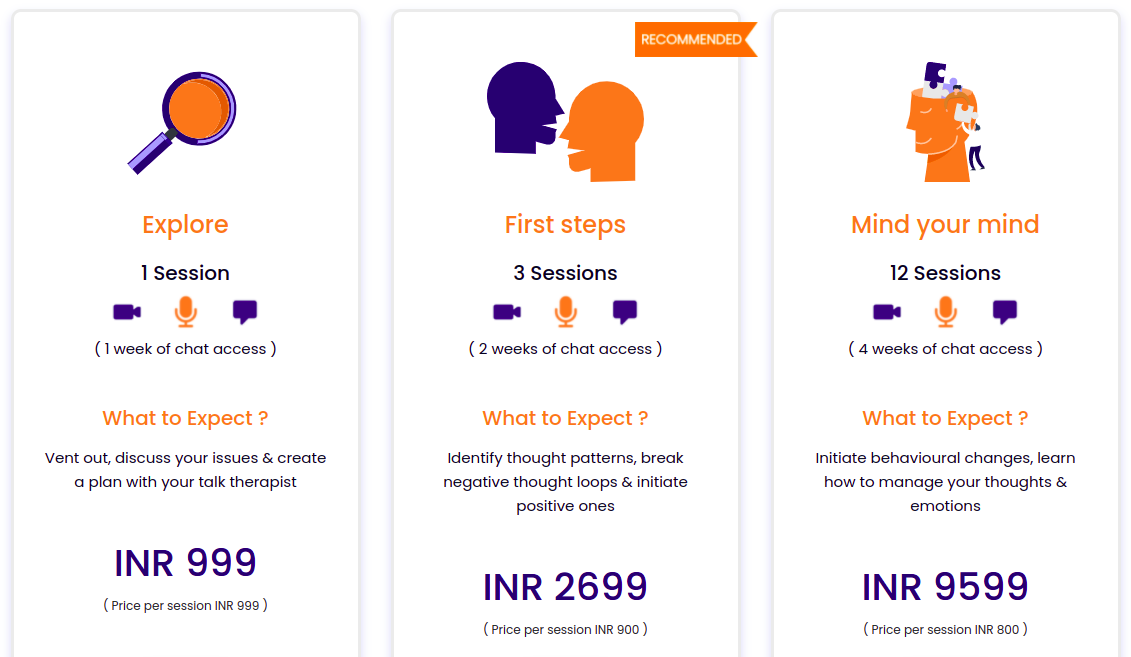 RECOMMENDED
Explore
1 Session
( 1 week of chat access )
What to Expect ?
Vent out, discuss your issues & create
a plan with your talk therapist
INR 999
( Price per session INR 999 )
First steps
3 Sessions
( 2 weeks of chat access )
What to Expect ?
Identify thought patterns, break
negative thought loops & initiate
positive ones
INR 2699
( Price per session INR 900 )
Mind your mind
12 Sessions
( 4 weeks of chat access )
What to Expect ?
Initiate behavioural changes, learn
how to manage your thoughts &
emotions
INR 9599
( Price per session INR 800 )